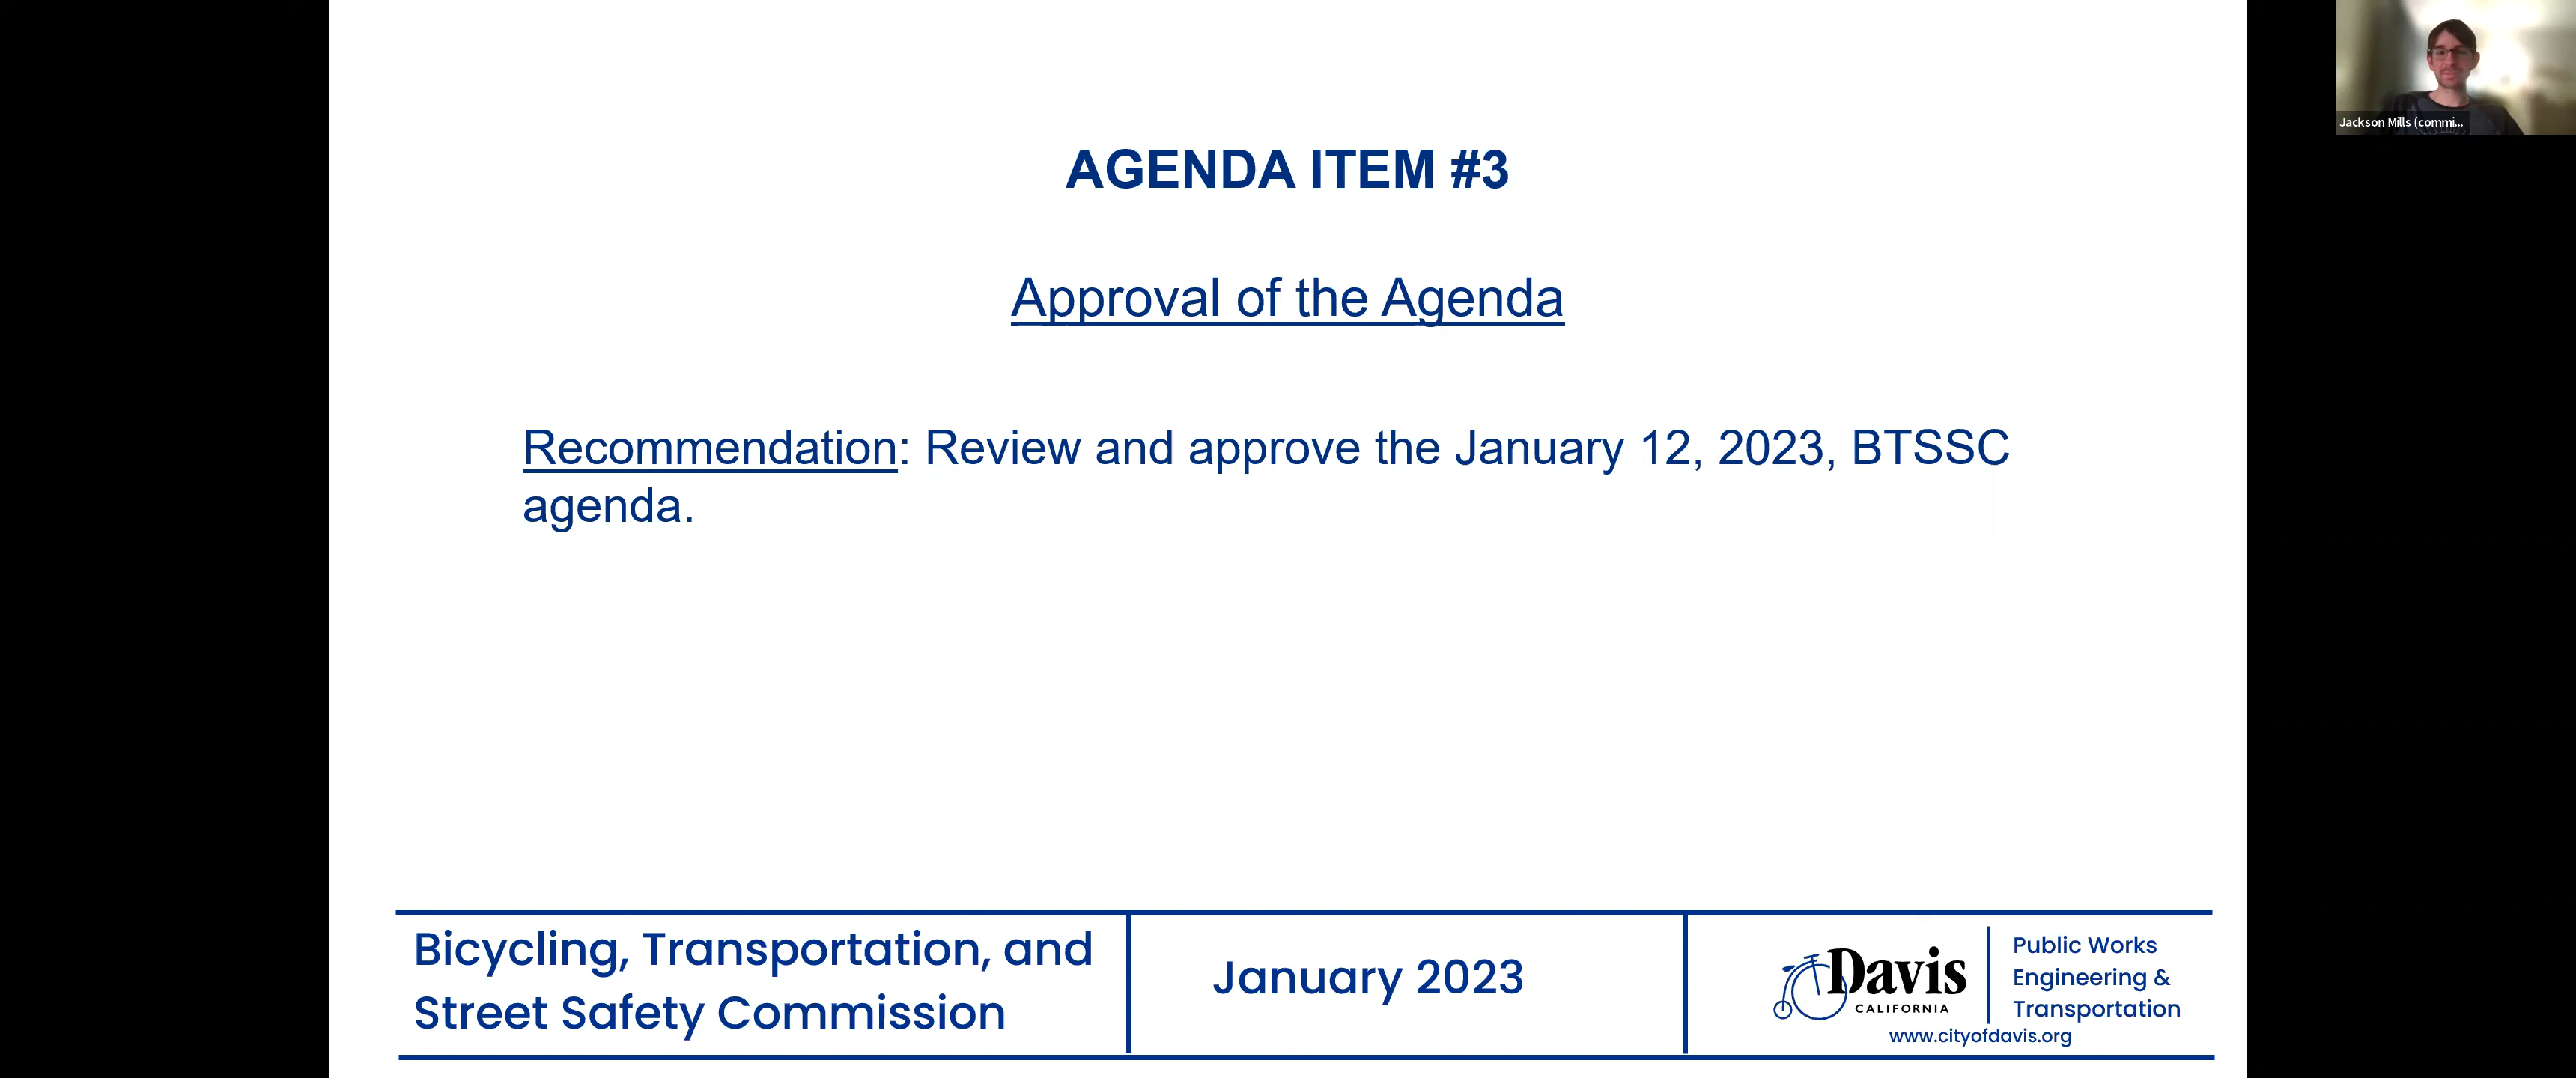 AGENDA ITEM #3
Approval of the Agenda
Recommendation: Review and approve the January 12, 2023, BTSSC
agenda.
Jackson Mills (commi...
Bicycling, Transportation, and
Street Safety Commission
January 2023
Davis
CALIFORNIA
Public Works
Engineering &
Transportation
www.cityofdavis.org